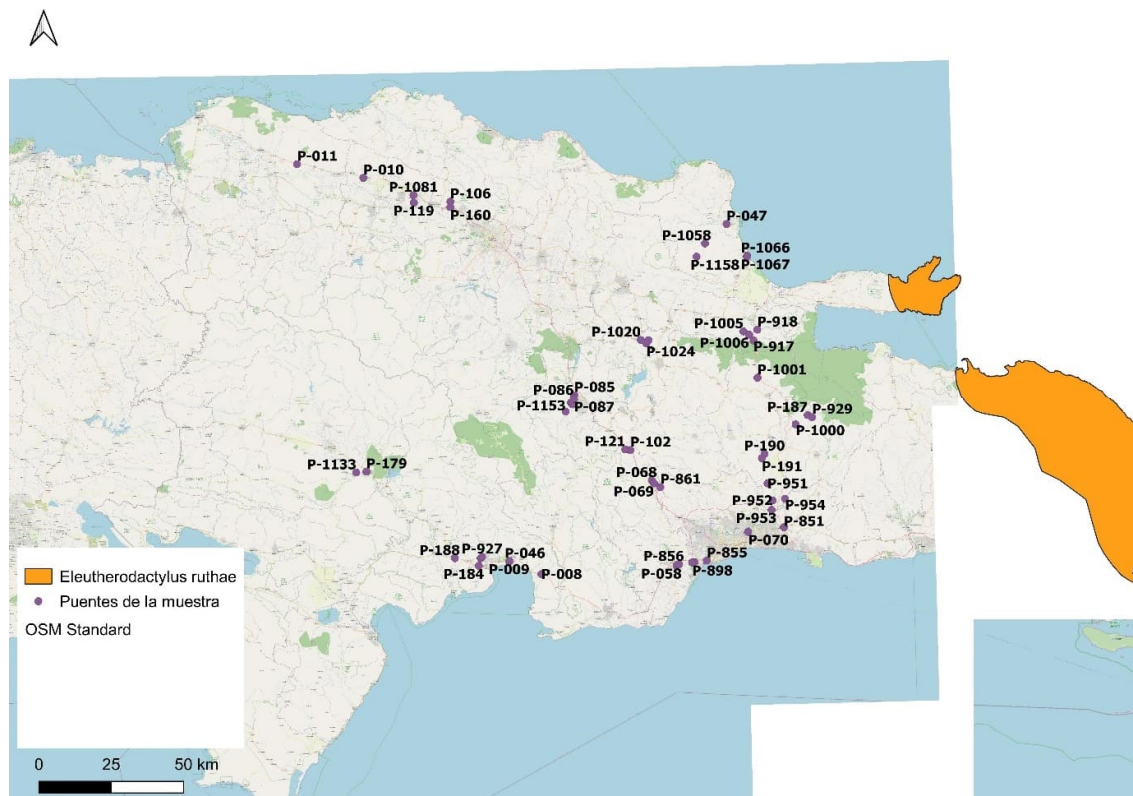 P-011
P-010
P-1081
P-106
P-119
P-160
P-047
P-1058
P-1066
P-1158
P-1067
P-1005
P-918
P-1020
P-1006
P-917
P-1024
P-1001
P-086
P-085
P-1153
P-087
P-187
P-929
P-1000
P-121
P-102
P-190
P-191
P-1133
P-179
P-068
P-861
P-069
P-951
P-952
P-954
P-953
P-851
P-070
P-188
P-927
P-046
P-184
P-009
P-008
P-856
P-855
P-058
P-898
Eleutherodactylus ruthae
Puentes de la muestra
OSM Standard
0 25 50 km